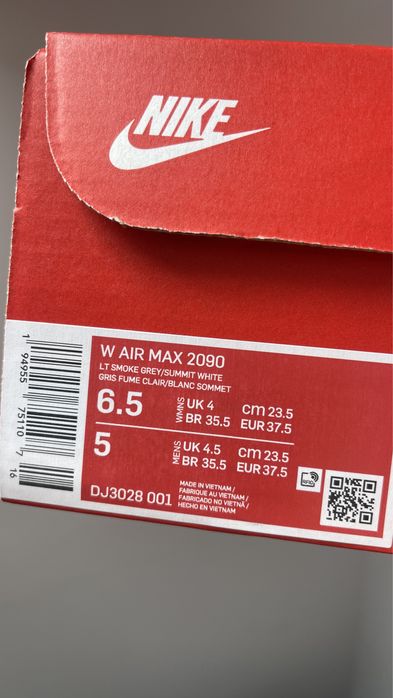 NIKE
W AIR MAX 2090
LT SMOKE GREY/SUMMIT WHITE
GRIS FUME CLAIR/BLANC SOMMET
6.5 WMNS UK 4 cm 23.5
BR 35.5 EUR 37.5
5 MENS UK 4.5 cm 23.5
BR 35.5 EUR 37.5
DJ3028 001
MADE IN VIETNAM /
FABRIQUE AU VIETNAM /
FABRICADO NO VIETNÃ /
HECHO EN VIETNAM
RFID
1 94955 75110 7 16